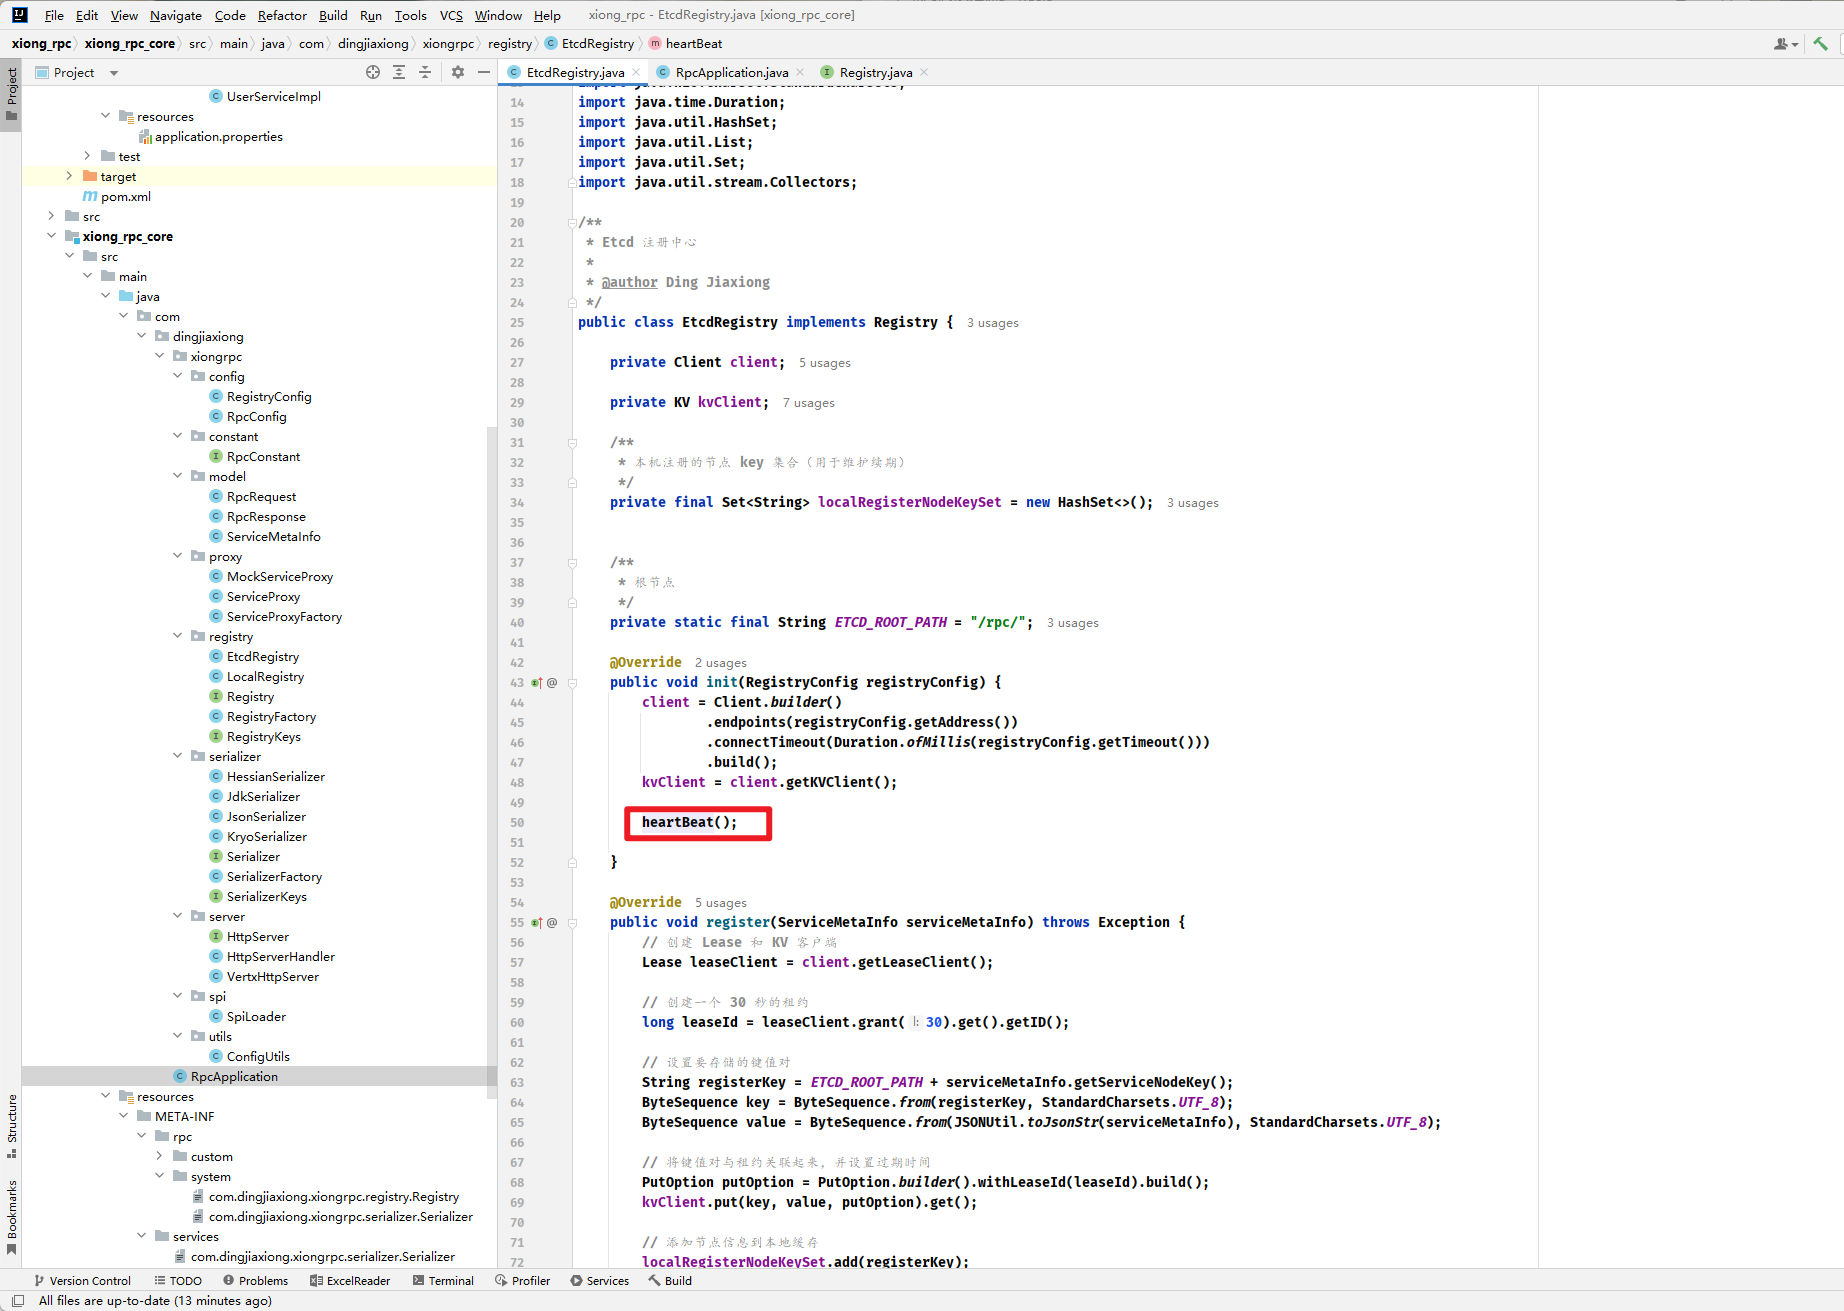 File Edit View Navigate Code Refactor Build Run Tools VCS Window Help xiong_rpc - EtcdRegistry.java [xiong_rpc_core]
xiong_rpc xiong_rpc_core src main java com dingjiaxiong xiongrpc registry EtcdRegistry heartBeat
Project
Project
EtcdRegistry.java RpcApplication.java Registry.java
UserServiceImpl
resources
application.properties
test
target
pom.xml
src
xiong_rpc_core
src
main
java
com
dingjiaxiong
xiongrpc
config
RegistryConfig
RpcConfig
constant
RpcConstant
model
RpcRequest
RpcResponse
ServiceMetaInfo
proxy
MockServiceProxy
ServiceProxy
ServiceProxyFactory
registry
EtcdRegistry
LocalRegistry
Registry
RegistryFactory
RegistryKeys
serializer
HessianSerializer
JdkSerializer
JsonSerializer
KryoSerializer
Serializer
SerializerFactory
SerializerKeys
server
HttpServer
HttpServerHandler
VertxHttpServer
spi
SpiLoader
utils
ConfigUtils
RpcApplication
resources
META-INF
rpc
custom
system
com.dingjiaxiong.xiongrpc.registry.Registry
com.dingjiaxiong.xiongrpc.serializer.Serializer
services
com.dingjiaxiong.xiongrpc.serializer.Serializer
Structure
Bookmarks
14 import java.time.Duration;
15 import java.util.HashSet;
16 import java.util.List;
17 import java.util.Set;
18 import java.util.stream.Collectors;
19
20 /**
21 * Etcd 注册中心
22 *
23 * @author Ding Jiaxiong
24 */
25 public class EtcdRegistry implements Registry { 3 usages
26
27 private Client client; 5 usages
28
29 private KV kvClient; 7 usages
30
31 /**
32 * 本机注册的节点 key 集合（用于维护续期）
33 */
34 private final Set<String> localRegisterNodeKeySet = new HashSet<>(); 3 usages
35
36
37 /**
38 * 根节点
39 */
40 private static final String ETCD_ROOT_PATH = "/rpc/"; 3 usages
41
42 @Override 2 usages
43 @ public void init(RegistryConfig registryConfig) {
44 client = Client.builder()
45 .endpoints(registryConfig.getAddress())
46 .connectTimeout(Duration.ofMillis(registryConfig.getTimeout()))
47 .build();
48 kvClient = client.getKVClient();
49
50 heartBeat();
51
52 }
53
54 @Override 5 usages
55 @ public void register(ServiceMetaInfo serviceMetaInfo) throws Exception {
56 // 创建 Lease 和 KV 客户端
57 Lease leaseClient = client.getLeaseClient();
58
59 // 创建一个 30 秒的租约
60 long leaseId = leaseClient.grant( l: 30).get().getID();
61
62 // 设置要存储的键值对
63 String registerKey = ETCD_ROOT_PATH + serviceMetaInfo.getServiceNodeKey();
64 ByteSequence key = ByteSequence.from(registerKey, StandardCharsets.UTF_8);
65 ByteSequence value = ByteSequence.from(JSONUtil.toJsonStr(serviceMetaInfo), StandardCharsets.UTF_8);
66
67 // 将键值对与租约关联起来，并设置过期时间
68 PutOption putOption = PutOption.builder().withLeaseId(leaseId).build();
69 kvClient.put(key, value, putOption).get();
70
71 // 添加节点信息到本地缓存
72 localRegisterNodeKeySet.add(registerKey);
Version Control TODO Problems ExcelReader Terminal Profiler Services Build
All files are up-to-date (13 minutes ago)